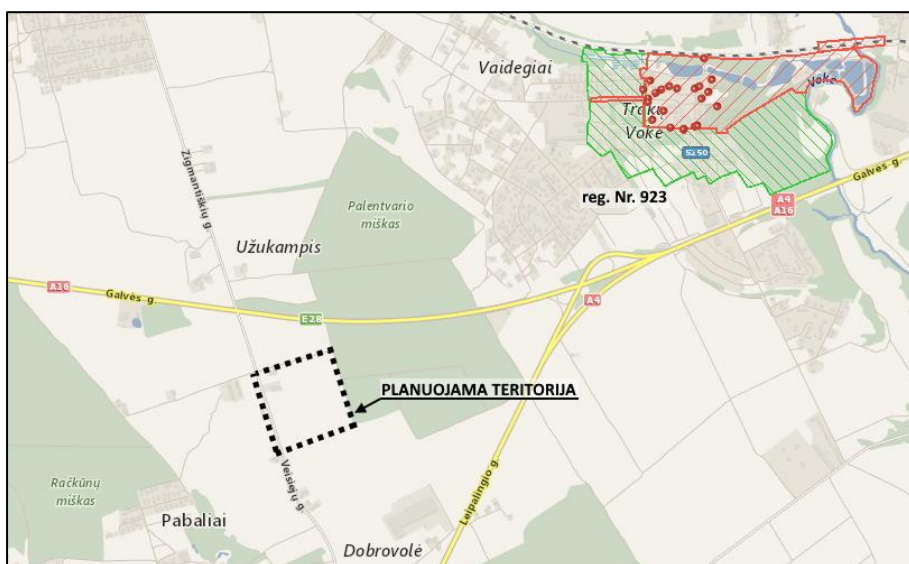 Vaidegiai
Trakų
Vokė
Vokė
S250
Galvės g.
A4
A16
reg. Nr. 923
Zigmantiškių g.
Palentvario
miškas
Užukampis
A16
Galvės g.
E28
A4
PLANUOJAMA TERITORIJA
Leipalingio g.
Veisiejų g.
Račkūnų
miškas
Pabaliai
Dobrovolė